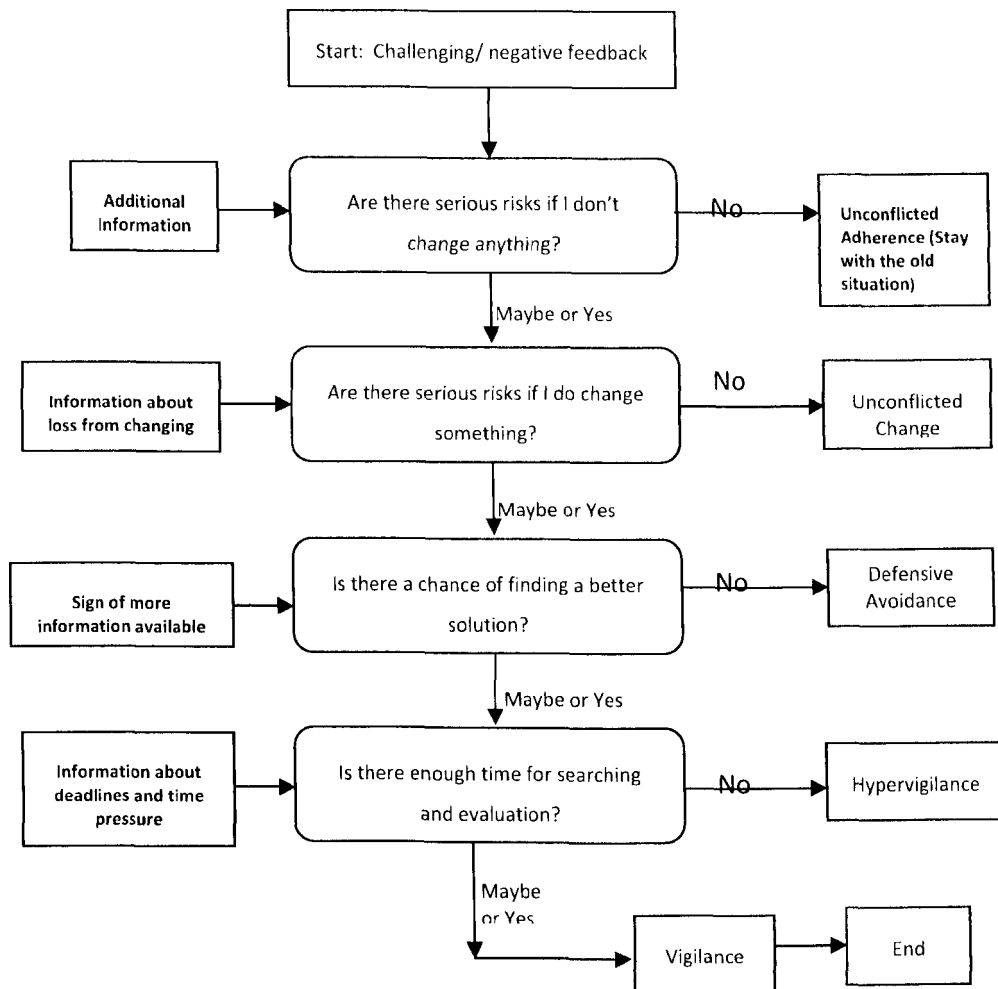 Start: Challenging/ negative feedback
Additional
Information
Are there serious risks if I don't
change anything?
No
Unconflicted
Adherence (Stay
with the old
situation)
Maybe or Yes
Information about
loss from changing
Are there serious risks if I do change
something?
No
Unconflicted
Change
Maybe or Yes
Sign of more
information available
Is there a chance of finding a better
solution?
No
Defensive
Avoidance
Maybe or Yes
Information about
deadlines and time
pressure
Is there enough time for searching
and evaluation?
No
Hypervigilance
Maybe
or Yes
Vigilance
End